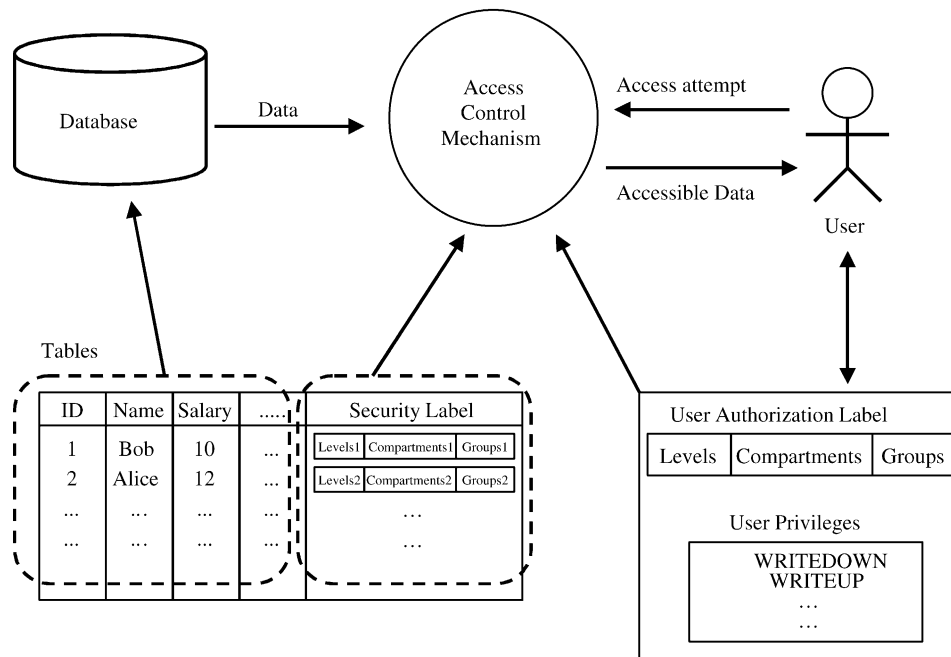 Database
Data
Access
Control
Mechanism
Access attempt
Accessible Data
User
Tables
ID Name Salary ..... Security Label
1 Bob 10 ... Levels1 Compartments1 Groups1
2 Alice 12 ... Levels2 Compartments2 Groups2
... ... ... ... ...
... ... ... ... ...
User Authorization Label
Levels Compartments Groups
User Privileges
WRITEDOWN
WRITEUP
...
...